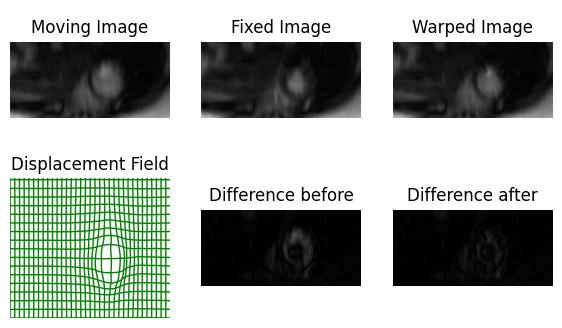 Moving Image
Fixed Image
Warped Image
Displacement Field
Difference before
Difference after